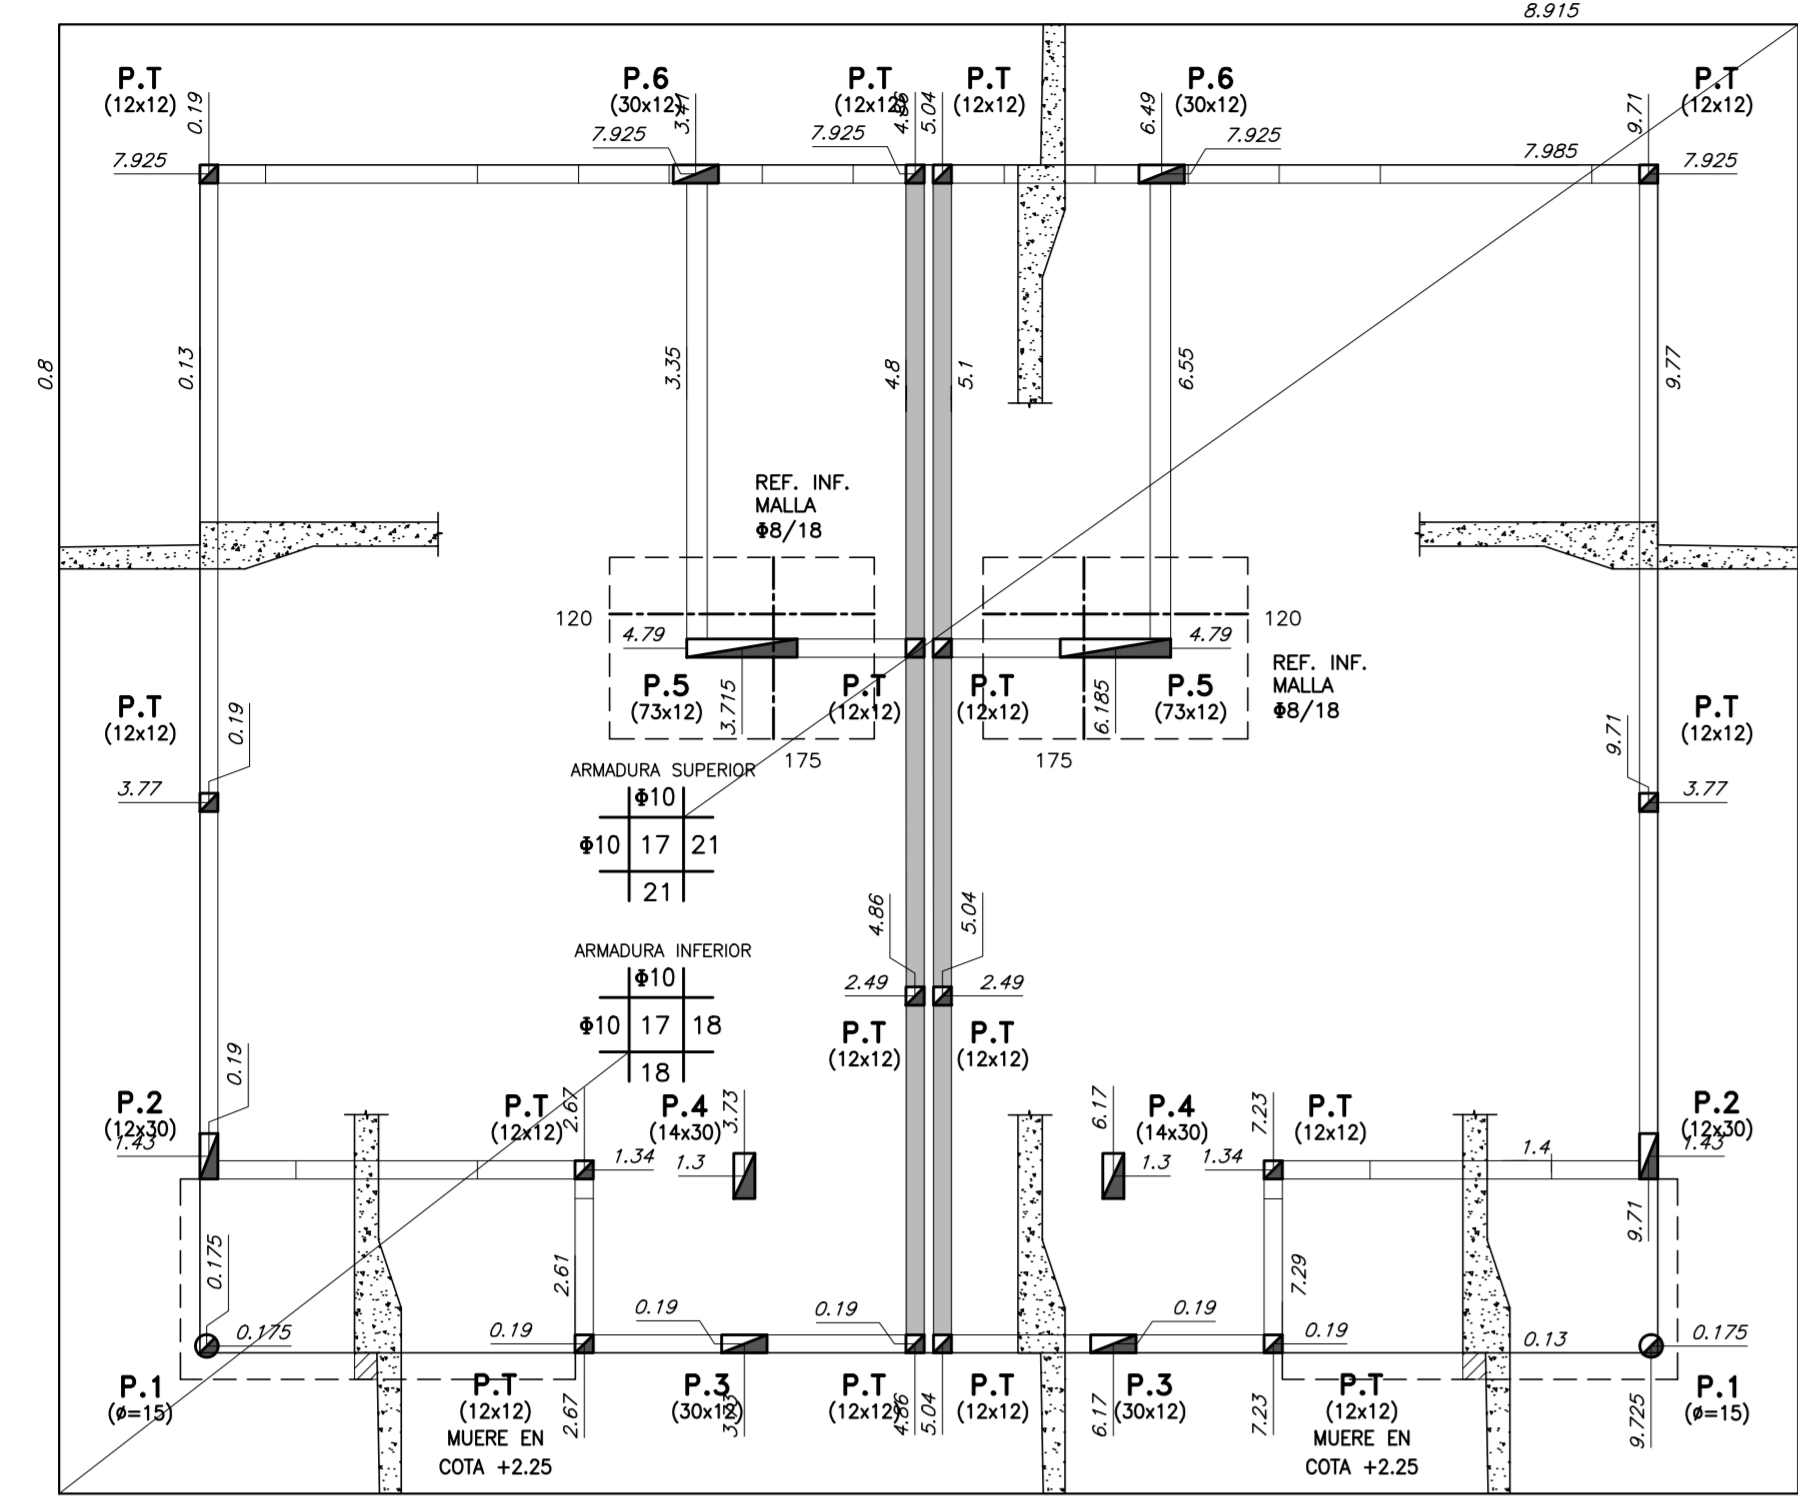 8.915
P.T
(12x12)
0.19
P.6
(30x12)
3.41
P.T
(12x12)
4.86
5.04
P.T
(12x12)
6.49
P.6
(30x12)
9.71
P.T
(12x12)
7.925
7.925
7.925
7.925
7.985
7.925
0.8
0.13
3.35
4.8
5.1
6.55
9.77
REF. INF.
MALLA
Φ8/18
120
4.79
4.79
120
REF. INF.
MALLA
Φ8/18
P.5
(73x12)
3.715
P.T
(12x12)
P.T
(12x12)
6.185
P.5
(73x12)
175
175
P.T
(12x12)
0.19
3.77
9.71
P.T
(12x12)
3.77
ARMADURA SUPERIOR
Φ10
Φ10 17 21
21
ARMADURA INFERIOR
Φ10
Φ10 17 18
18
4.86
5.04
2.49
2.49
P.T
(12x12)
P.T
(12x12)
0.19
P.2
(12x30)
1.43
P.T
(12x12)
2.67
1.34
P.4
(14x30)
3.73
1.3
6.17
1.3
P.4
(14x30)
7.23
1.34
P.T
(12x12)
1.4
P.2
(12x30)
1.43
9.71
0.175
2.61
7.29
0.175
0.19
0.19
0.19
0.19
0.19
0.13
0.175
P.1
(ø=15)
P.T
(12x12)
MUERE EN
COTA +2.25
2.67
P.3
(30x12)
P.T
(12x12)
4.86
5.04
P.T
(12x12)
6.17
P.3
(30x12)
7.23
P.T
(12x12)
MUERE EN
COTA +2.25
9.725
P.1
(ø=15)